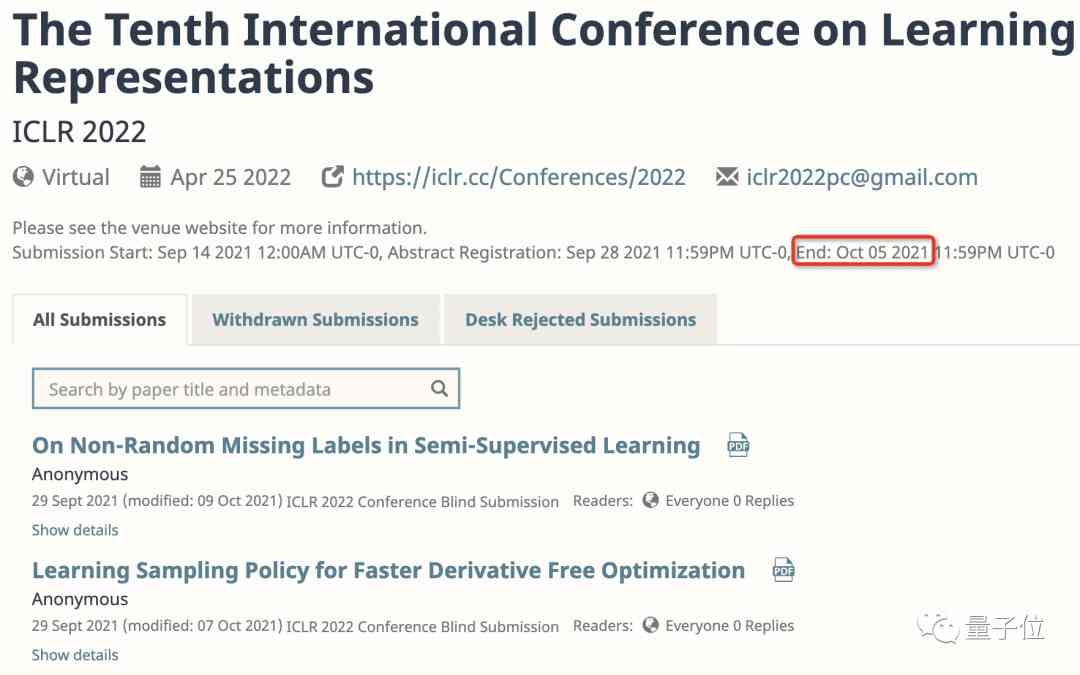 The Tenth International Conference on Learning
Representations
ICLR 2022
Virtual Apr 25 2022 https://iclr.cc/Conferences/2022 iclr2022pc@gmail.com
Please see the venue website for more information.
Submission Start: Sep 14 2021 12:00AM UTC-0, Abstract Registration: Sep 28 2021 11:59PM UTC-0, End: Oct 05 2021 11:59PM UTC-0
All Submissions Withdrawn Submissions Desk Rejected Submissions
Search by paper title and metadata
On Non-Random Missing Labels in Semi-Supervised Learning PDF
Anonymous
29 Sept 2021 (modified: 09 Oct 2021) ICLR 2022 Conference Blind Submission Readers: Everyone 0 Replies
Show details
Learning Sampling Policy for Faster Derivative Free Optimization PDF
Anonymous
29 Sept 2021 (modified: 07 Oct 2021) ICLR 2022 Conference Blind Submission Readers: Everyone 0 Replies
Show details
量子位